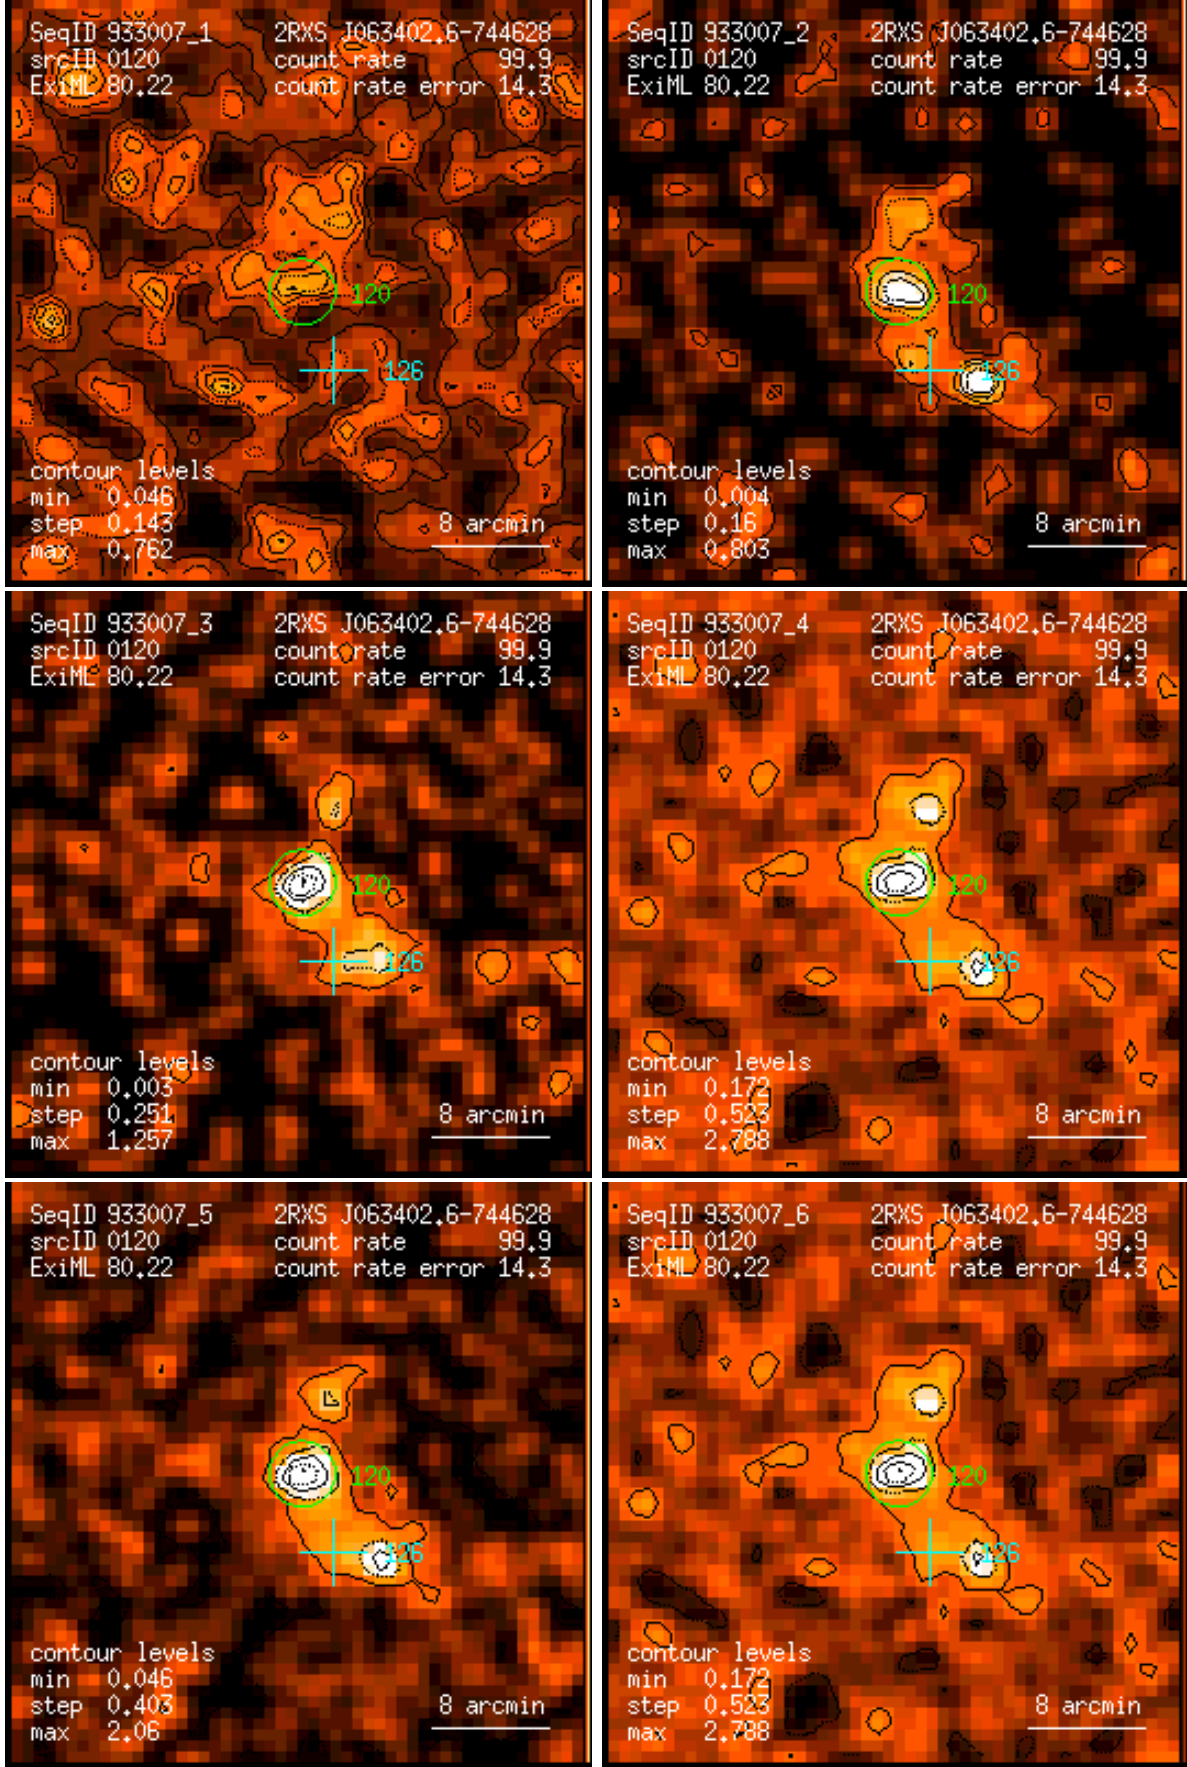 SeqID 933007_1 2RXS J063402.6-744628
srcID 0120 count rate 99.9
ExiML 80.22 count rate error 14.3
120
126
contour levels
min 0.046
step 0.143 8 arcmin
max 0.762
SeqID 933007_2 2RXS J063402.6-744628
srcID 0120 count rate 99.9
ExiML 80.22 count rate error 14.3
120
126
contour levels
min 0.004
step 0.16 8 arcmin
max 0.803
SeqID 933007_3 2RXS J063402.6-744628
srcID 0120 count rate 99.9
ExiML 80.22 count rate error 14.3
120
126
contour levels
min 0.003
step 0.251 8 arcmin
max 1.257
SeqID 933007_4 2RXS J063402.6-744628
srcID 0120 count rate 99.9
ExiML 80.22 count rate error 14.3
120
126
contour levels
min 0.172
step 0.523 8 arcmin
max 2.788
SeqID 933007_5 2RXS J063402.6-744628
srcID 0120 count rate 99.9
ExiML 80.22 count rate error 14.3
120
126
contour levels
min 0.046
step 0.403 8 arcmin
max 2.06
SeqID 933007_6 2RXS J063402.6-744628
srcID 0120 count rate 99.9
ExiML 80.22 count rate error 14.3
120
126
contour levels
min 0.172
step 0.523 8 arcmin
max 2.788